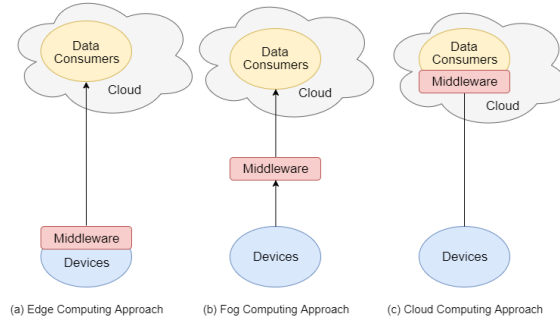 Data
Consumers
Cloud
Middleware
Devices
(a) Edge Computing Approach
Data
Consumers
Cloud
Middleware
Devices
(b) Fog Computing Approach
Data
Consumers
Middleware
Cloud
Devices
(c) Cloud Computing Approach